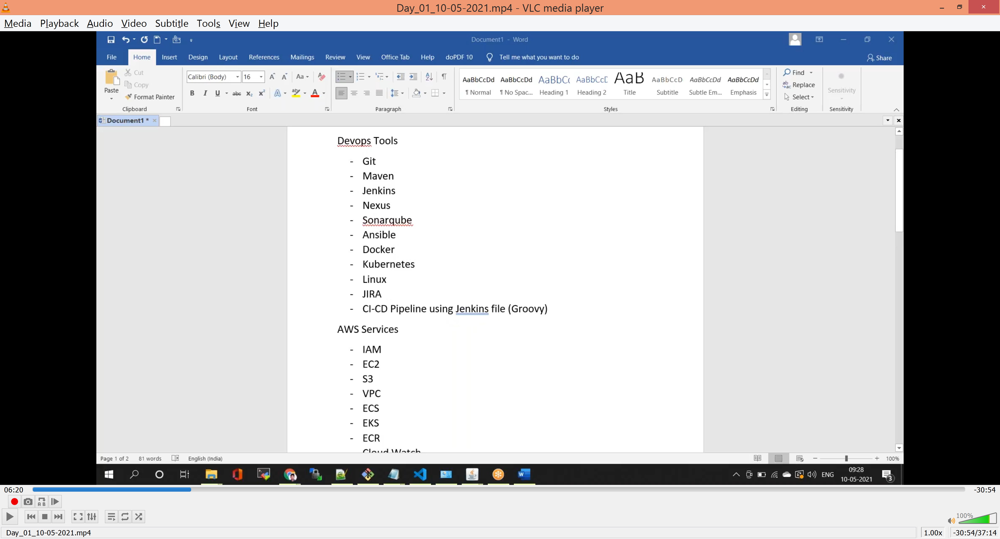 Day_01_10-05-2021.mp4 - VLC media player
Media Playback Audio Video Subtitle Tools View Help
Document1 - Word
File Home Insert Design Layout References Mailings Review View Office Tab Help doPDF 10 Tell me what you want to do Share
Paste
Cut
Copy
Format Painter
Clipboard
Calibri (Body) 16
Font
Paragraph
AaBbCcDd AaBbCcDd AaBbC AaBbCcD AaB AaBbCcD AaBbCcDd AaBbCcDd
¶ Normal ¶ No Spac... Heading 1 Heading 2 Title Subtitle Subtle Em... Emphasis
Styles
Find
Replace
Select
Editing
Sensitivity
Sensitivity
Document1 *
Devops Tools
- Git
- Maven
- Jenkins
- Nexus
- Sonarqube
- Ansible
- Docker
- Kubernetes
- Linux
- JIRA
- CI-CD Pipeline using Jenkins file (Groovy)
AWS Services
- IAM
- EC2
- S3
- VPC
- ECS
- EKS
- ECR
Cloud Watch
Page 1 of 2 81 words English (India) 100%
ENG 09:28
10-05-2021 3
06:20 -30:54
100%
Day_01_10-05-2021.mp4 1.00x -30:54/37:14